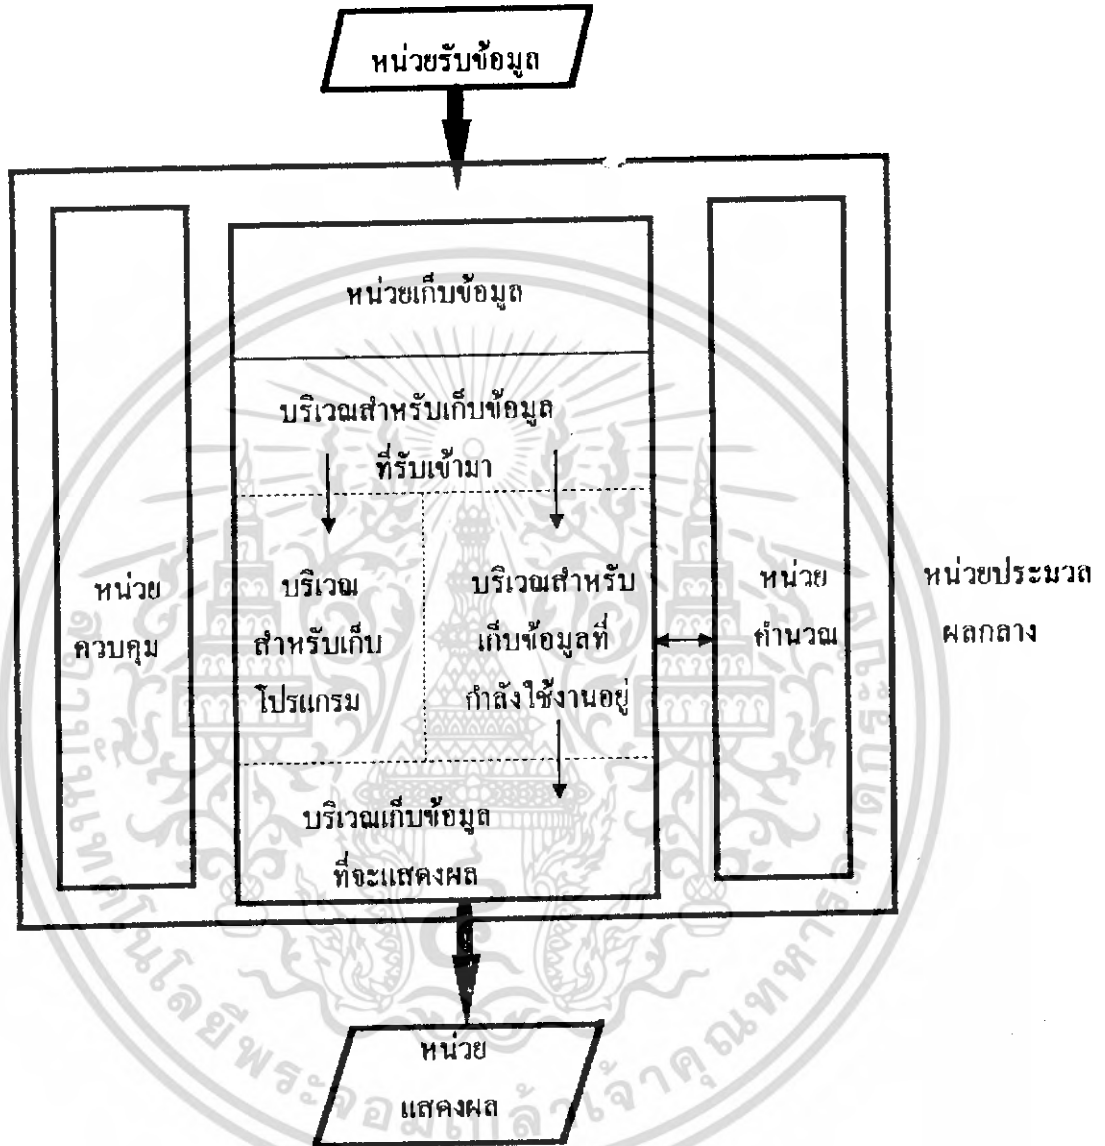 หน่วยรับข้อมูล
หน่วยเก็บข้อมูล
บริเวณสำหรับเก็บข้อมูล
ที่รับเข้ามา
หน่วย
ควบคุม
บริเวณ
สำหรับเก็บ
โปรแกรม
บริเวณสำหรับ
เก็บข้อมูลที่
กำลังใช้งานอยู่
หน่วย
คำนวณ
หน่วยประมวล
ผลกลาง
บริเวณเก็บข้อมูล
ที่จะแสดงผล
หน่วย
แสดงผล